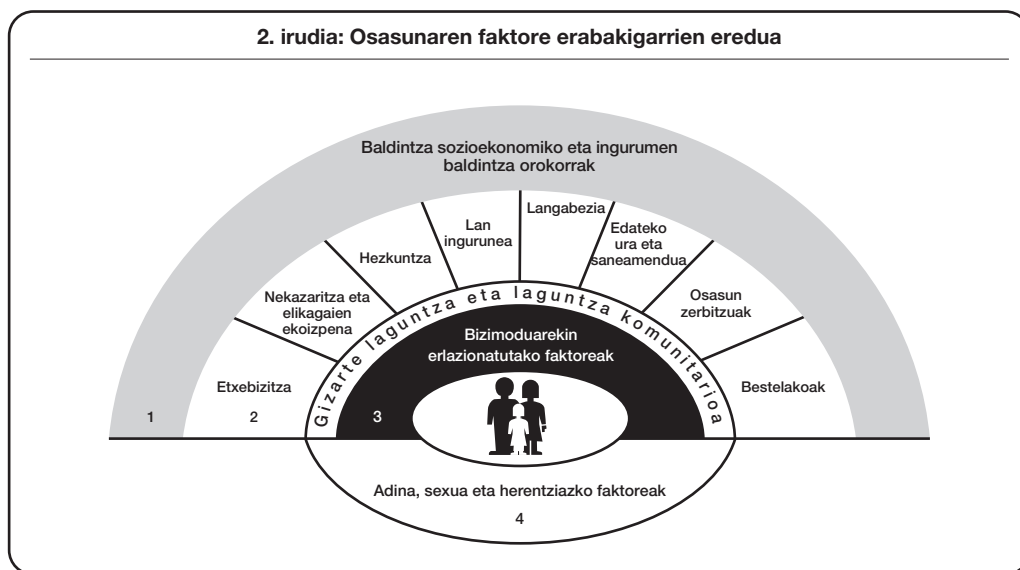 2. irudia: Osasunaren faktore erabakigarrien eredua
Baldintza sozioekonomiko eta ingurumen
baldintza orokorrak
Etxebizitza
Nekazaritza eta
elikagaien
ekoizpena
Hezkuntza
Lan
ingurunea
Langabezia
Edateko
ura eta
saneamendua
Osasun
zerbitzuak
Bestelakoak
Gizarte laguntza eta laguntza komunitarioa
Bizimoduarekin
erlazionatutako faktoreak
1
2
3
Adina, sexua eta herentziazko faktoreak
4